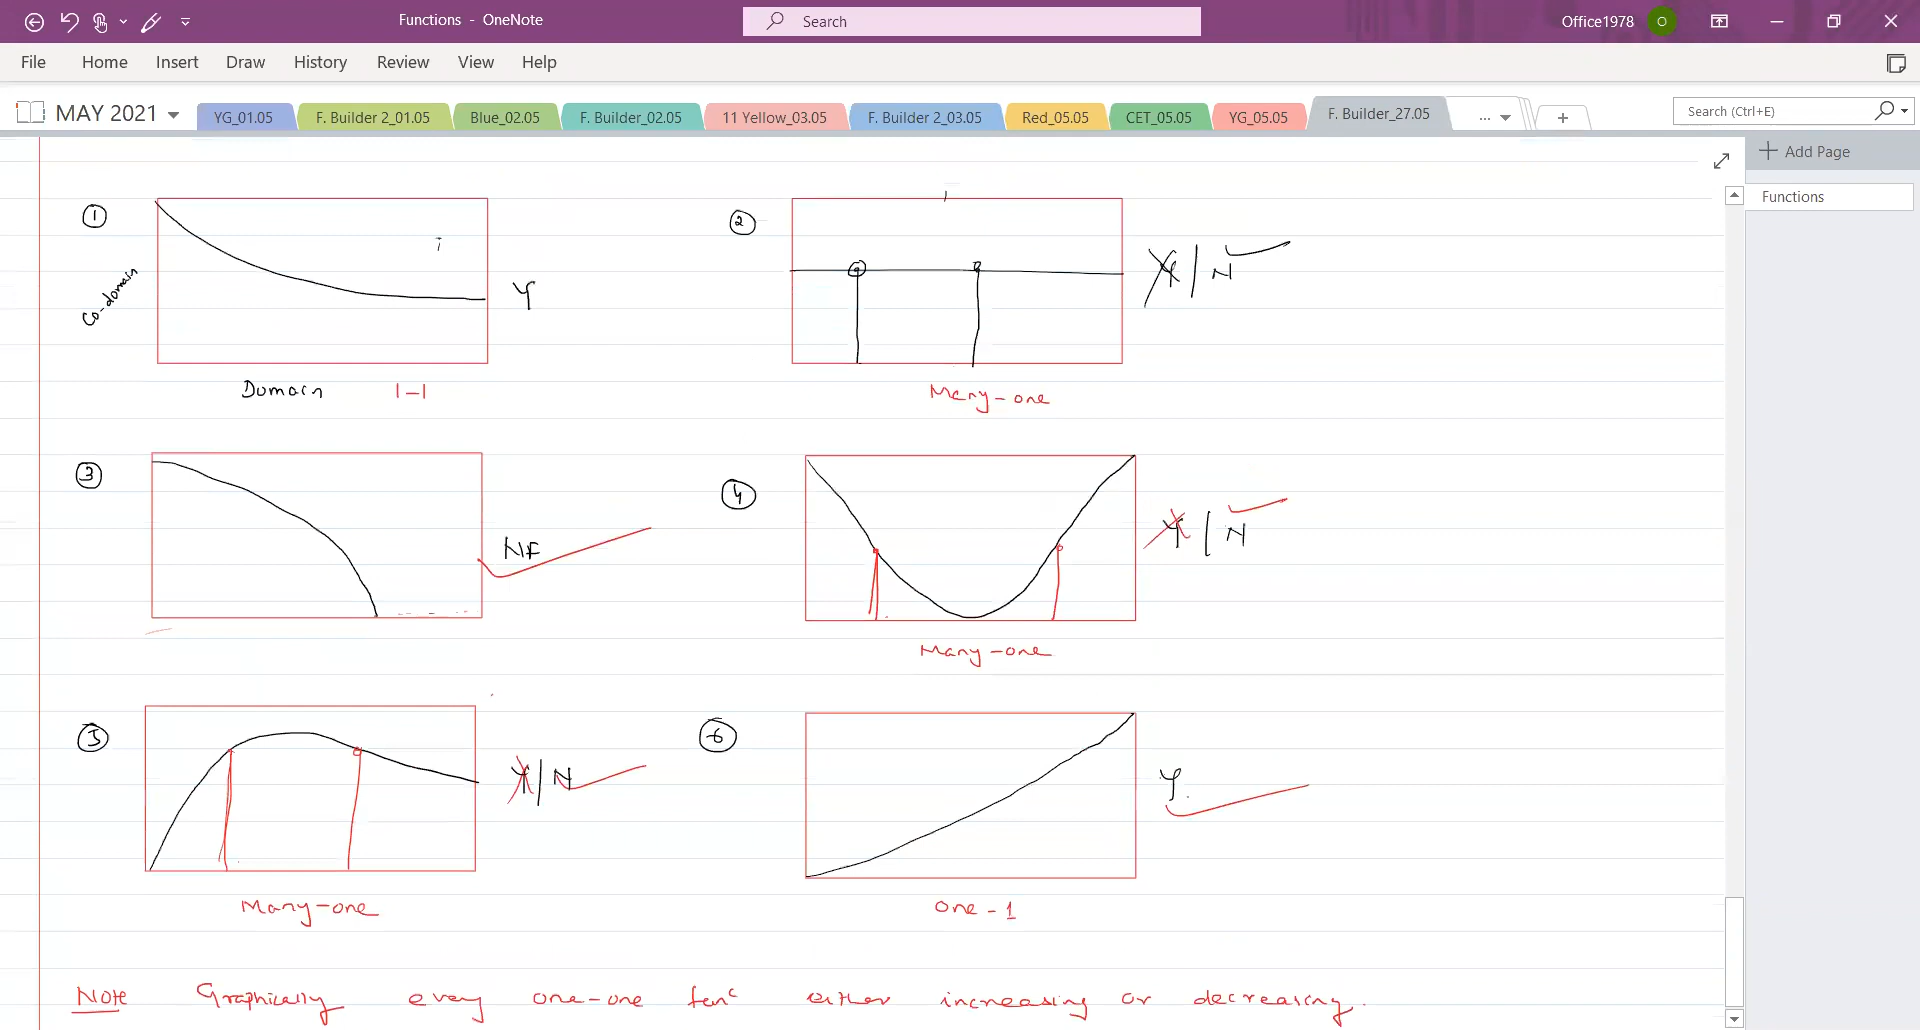 Functions - OneNote
Search
Office1978
O
File Home Insert Draw History Review View Help
MAY 2021
YG_01.05
F. Builder 2_01.05
Blue_02.05
F. Builder_02.05
11 Yellow_03.05
F. Builder 2_03.05
Red_05.05
CET_05.05
YG_05.05
F. Builder_27.05
...
Search (Ctrl+E)
Add Page
Functions
1
Co-domain
Y
Domain 1-1
2
Y | N
Many-one
3
NF
4
Y | N
Many-one
5
Y | N
Many-one
6
Y
One-1
Note Graphically every one-one func either increasing or decreasing.